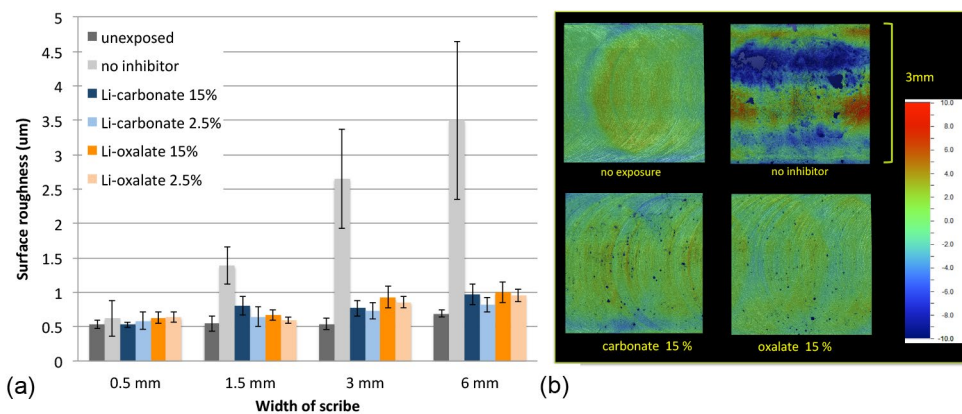 5
4.5
4
3.5
3
2.5
2
1.5
1
0.5
0
Surface roughness (um)
unexposed
no inhibitor
Li-carbonate 15%
Li-carbonate 2.5%
Li-oxalate 15%
Li-oxalate 2.5%
0.5 mm
1.5 mm
3 mm
6 mm
Width of scribe
(a)
(b)
no exposure
no inhibitor
3mm
carbonate 15 %
oxalate 15 %
10.0
8.0
6.0
4.0
2.0
0.0
-2.0
-4.0
-6.0
-8.0
-10.0